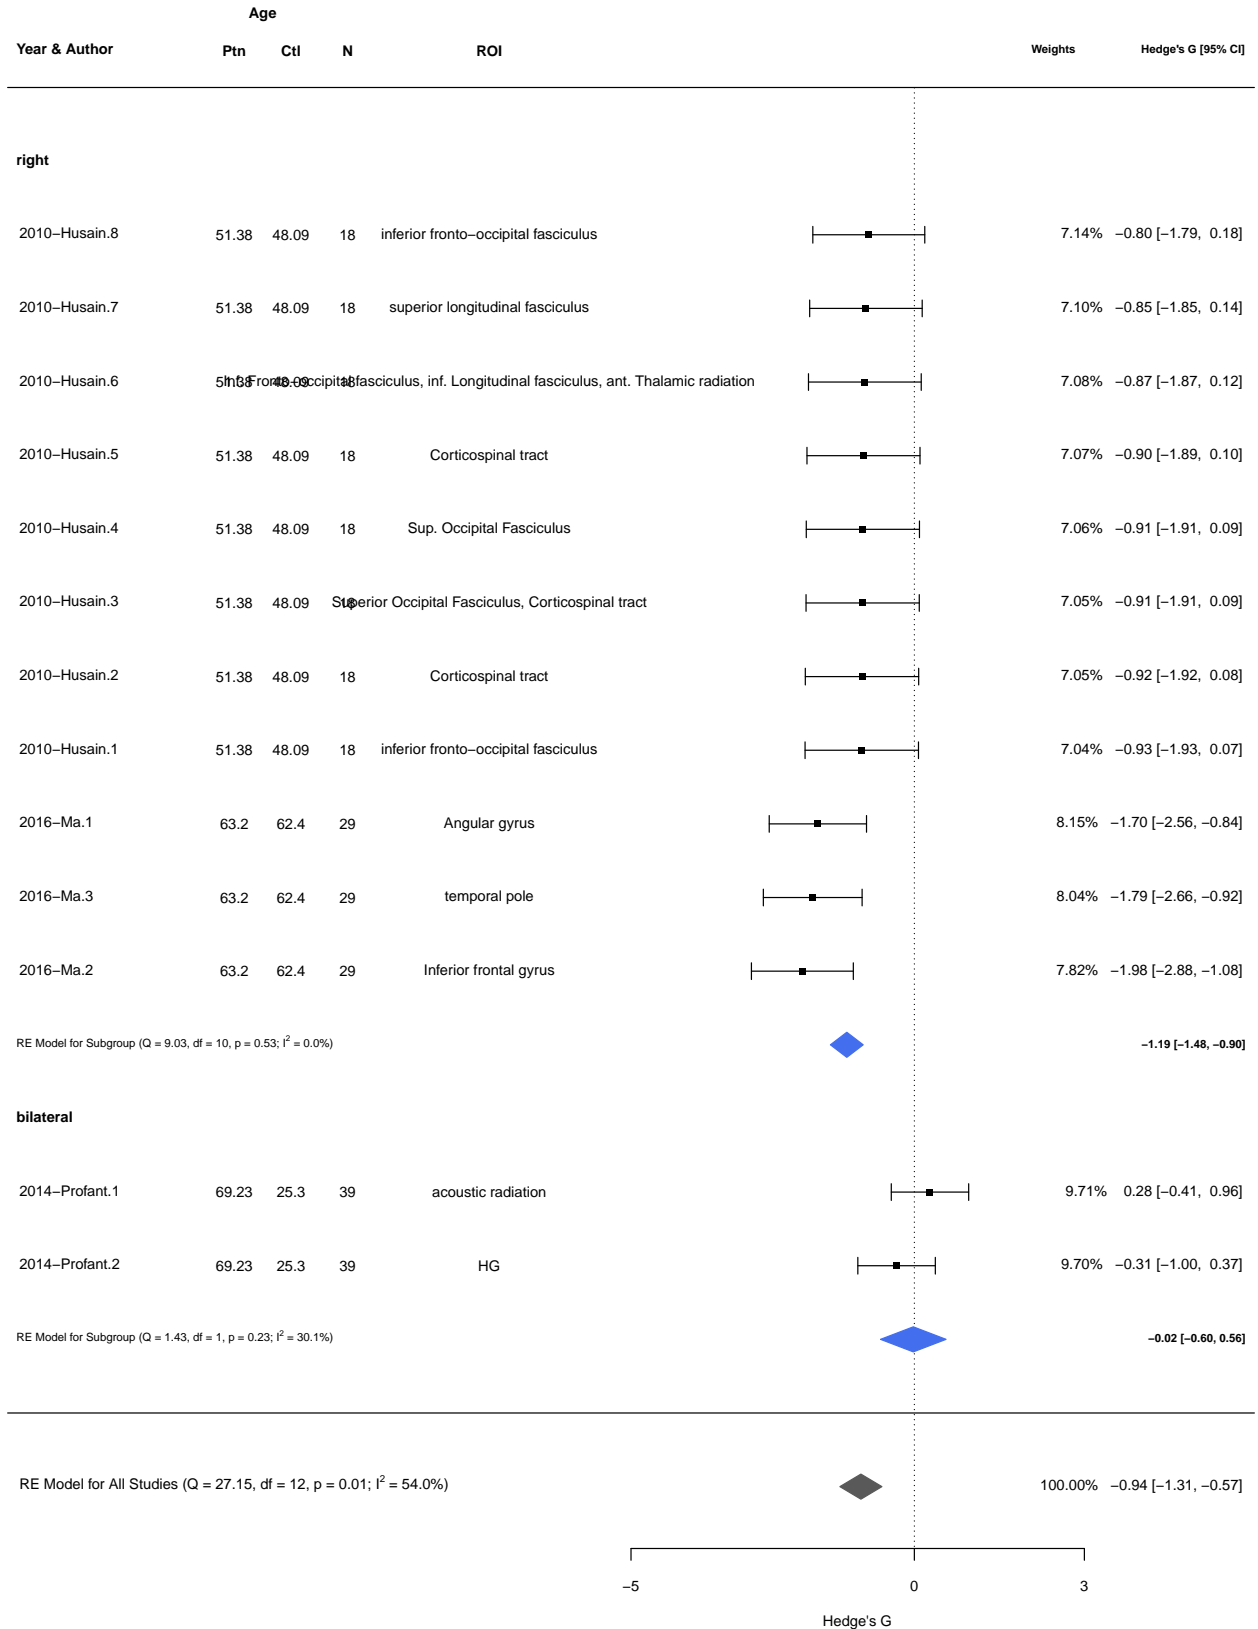 Age
Year & Author Ptn Ctl N ROI Weights Hedge's G [95% CI]
right
2010−Husain.8 51.38 48.09 18 inferior fronto−occipital fasciculus 7.14% −0.80 [−1.79, 0.18]
2010−Husain.7 51.38 48.09 18 superior longitudinal fasciculus 7.10% −0.85 [−1.85, 0.14]
2010−Husain.6 51.38 48.09 18 Inf. Fronto−occipital fasciculus, inf. Longitudinal fasciculus, ant. Thalamic radiation 7.08% −0.87 [−1.87, 0.12]
2010−Husain.5 51.38 48.09 18 Corticospinal tract 7.07% −0.90 [−1.89, 0.10]
2010−Husain.4 51.38 48.09 18 Sup. Occipital Fasciculus 7.06% −0.91 [−1.91, 0.09]
2010−Husain.3 51.38 48.09 18 Superior Occipital Fasciculus, Corticospinal tract 7.05% −0.91 [−1.91, 0.09]
2010−Husain.2 51.38 48.09 18 Corticospinal tract 7.05% −0.92 [−1.92, 0.08]
2010−Husain.1 51.38 48.09 18 inferior fronto−occipital fasciculus 7.04% −0.93 [−1.93, 0.07]
2016−Ma.1 63.2 62.4 29 Angular gyrus 8.15% −1.70 [−2.56, −0.84]
2016−Ma.3 63.2 62.4 29 temporal pole 8.04% −1.79 [−2.66, −0.92]
2016−Ma.2 63.2 62.4 29 Inferior frontal gyrus 7.82% −1.98 [−2.88, −1.08]
RE Model for Subgroup (Q = 9.03, df = 10, p = 0.53; I² = 0.0%) −1.19 [−1.48, −0.90]
bilateral
2014−Profant.1 69.23 25.3 39 acoustic radiation 9.71% 0.28 [−0.41, 0.96]
2014−Profant.2 69.23 25.3 39 HG 9.70% −0.31 [−1.00, 0.37]
RE Model for Subgroup (Q = 1.43, df = 1, p = 0.23; I² = 30.1%) −0.02 [−0.60, 0.56]
RE Model for All Studies (Q = 27.15, df = 12, p = 0.01; I² = 54.0%) 100.00% −0.94 [−1.31, −0.57]
−5 0 3
Hedge's G